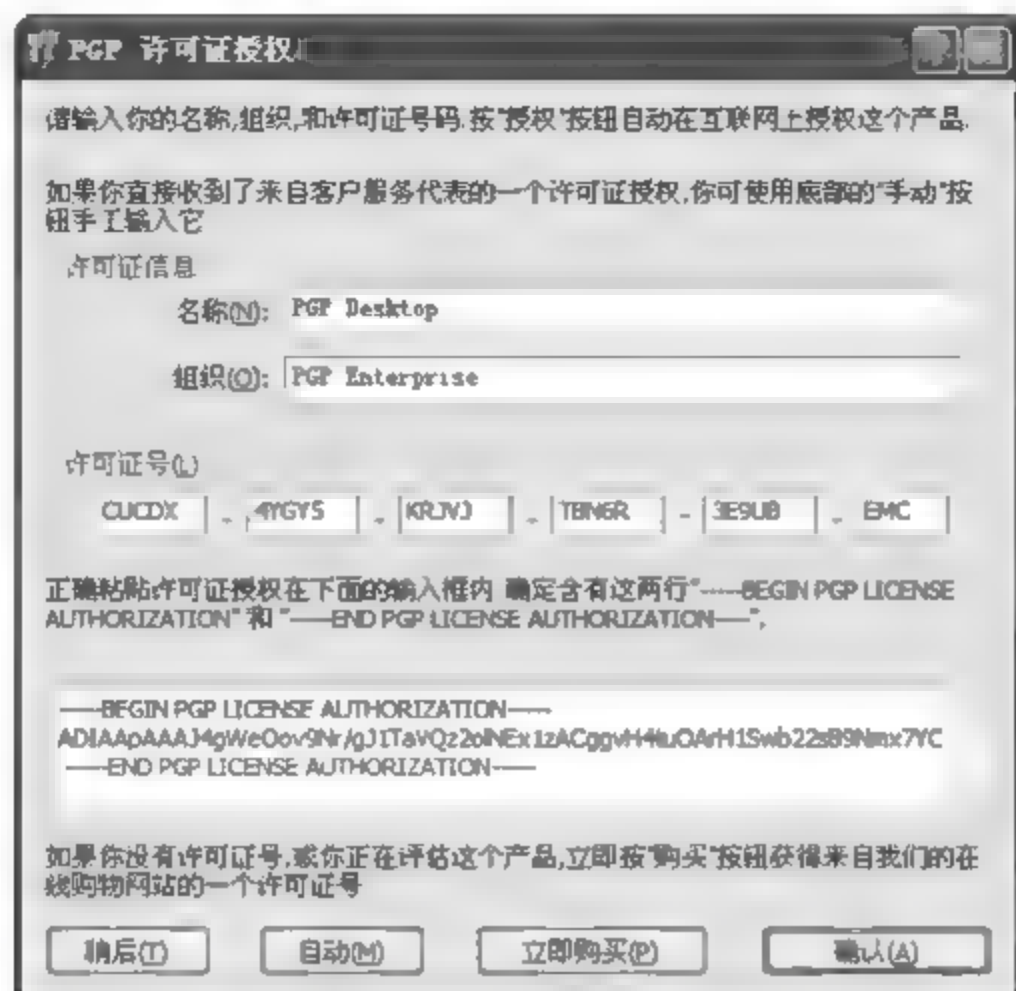 PGP 许可证授权
请输入你的名称,组织,和许可证号码.按"授权"按钮自动在互联网上授权这个产品.
如果你直接收到了来自客户服务代表的一个许可证授权,你可使用底部的"手动"按
钮手工输入它
许可证信息
名称(N): PGP Desktop
组织(O): PGP Enterprise
许可证号(L)
CUCDX - 4YGY5 - KRJVJ - TBN6R - 3E9UB - EMC
正确粘贴许可证授权在下面的输入框内 确定含有这两行"-----BEGIN PGP LICENSE
AUTHORIZATION" 和 "-----END PGP LICENSE AUTHORIZATION-----",
-----BEGIN PGP LICENSE AUTHORIZATION-----
-----END PGP LICENSE AUTHORIZATION-----
如果你没有许可证号,或你正在评估这个产品,立即按"购买"按钮获得来自我们的在
线购物网站的一个许可证号
稍后(T) 自动(M) 立即购买(P) 确认(A)